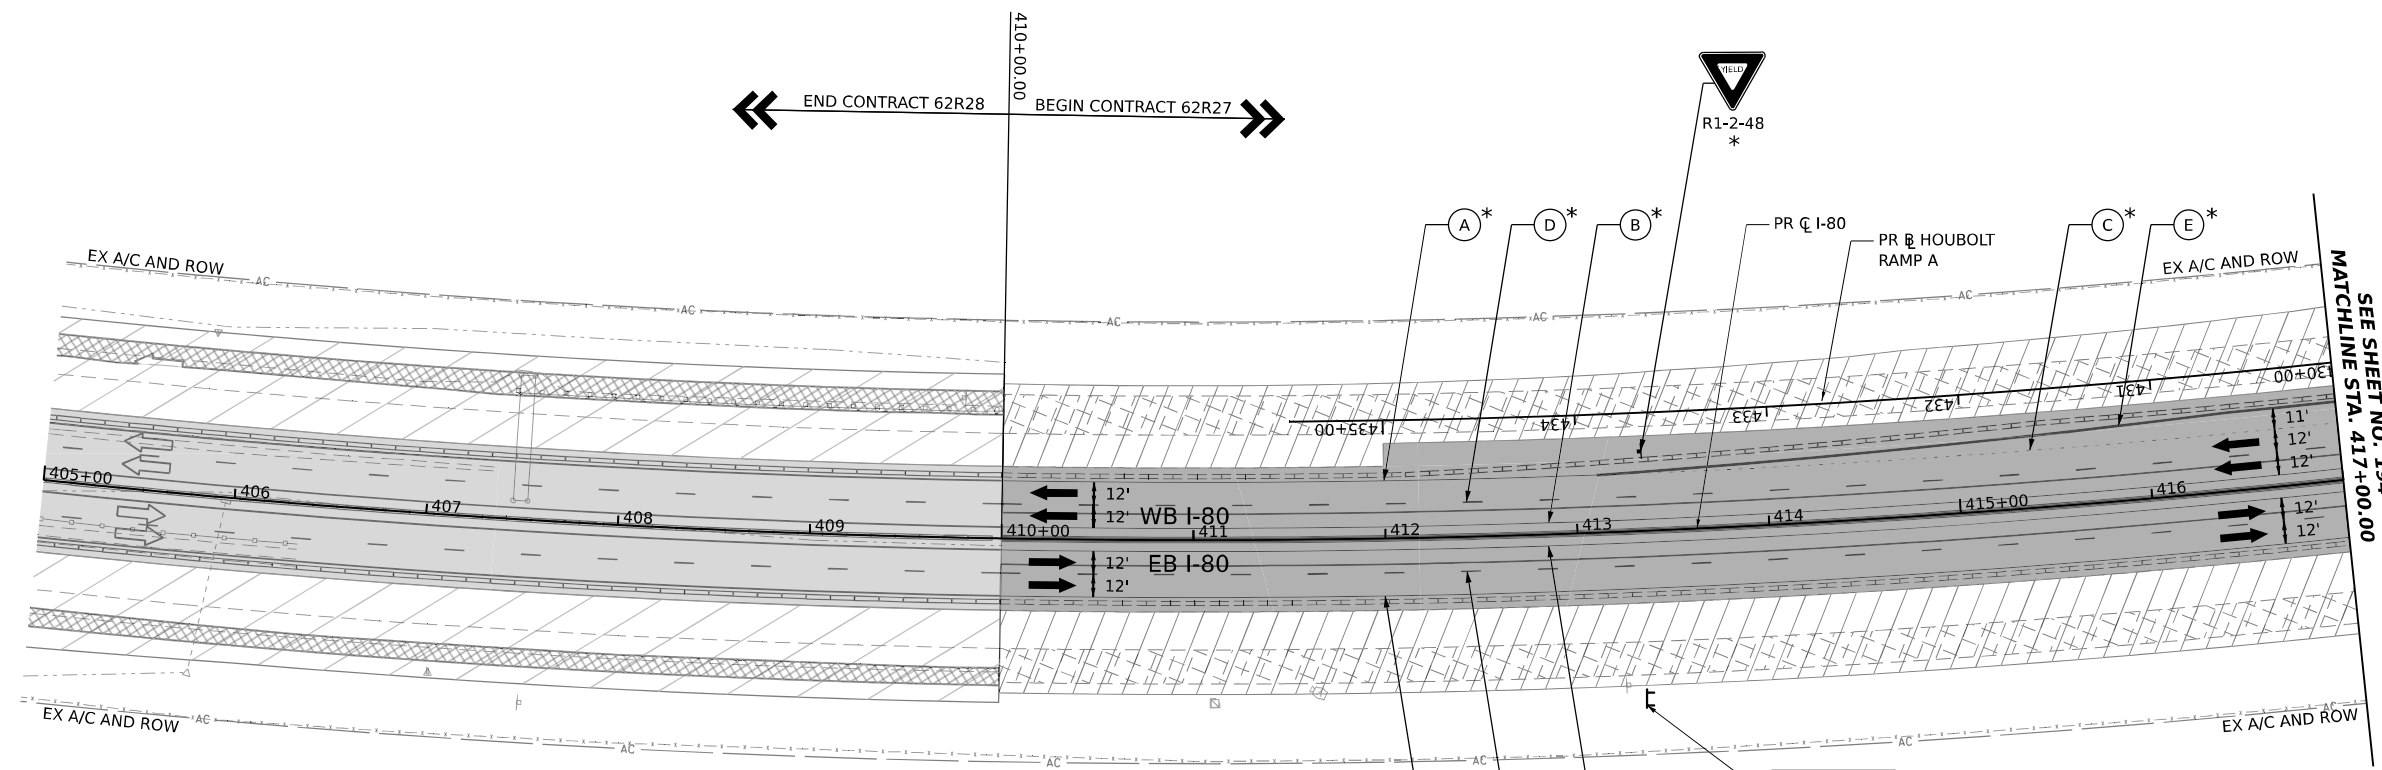 410+00.00
END CONTRACT 62R28
BEGIN CONTRACT 62R27
YIELD
R1-2-48
*
A*
D*
B*
PR ℄ I-80
PR B
L HOUBOLT
RAMP A
C*
E*
EX A/C AND ROW
EX A/C AND ROW
AC
AC
AC
AC
AC
SEE SHEET NO.
MATCHLINE STA. 417+00.00
435+00
434
433
432
431
430+00
11'
12'
12'
405+00
406
407
408
409
410+00
411
412
413
414
415+00
416
12'
12'
WB I-80
12'
12'
EB I-80
12'
12'
EX A/C AND ROW
EX A/C AND ROW
AC
AC
AC
AC
AC
AC